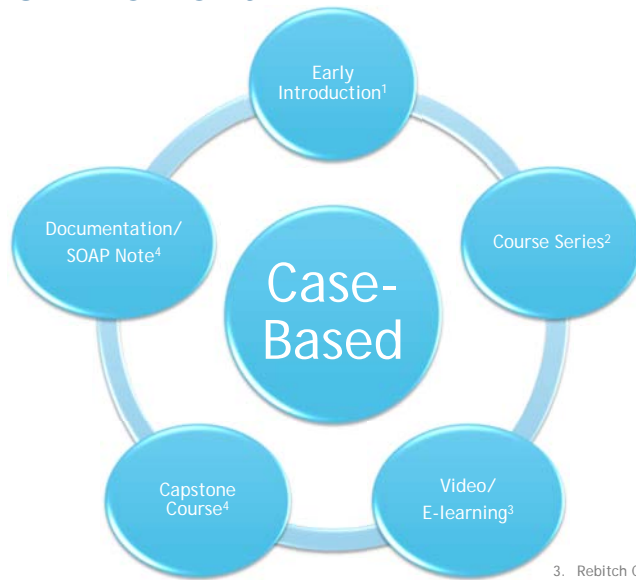 Early
Introduction¹
Documentation/
SOAP Note⁴
Course Series²
Case-
Based
Capstone
Course⁴
Video/
E-learning³
3. Rebitch